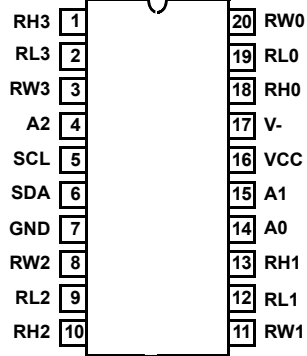 RH3 1 20 RW0
RL3 2 19 RL0
RW3 3 18 RH0
A2 4 17 V-
SCL 5 16 VCC
SDA 6 15 A1
GND 7 14 A0
RW2 8 13 RH1
RL2 9 12 RL1
RH2 10 11 RW1